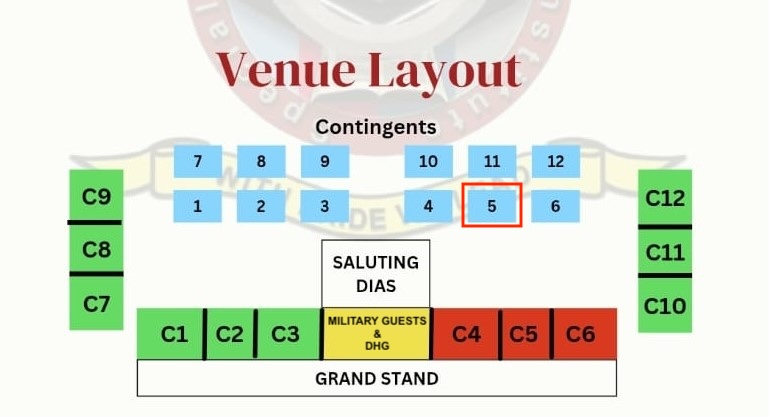 Venue Layout
Contingents
7 8 9 10 11 12
1 2 3 4 5 6
C9
C8
C7
C12
C11
C10
SALUTING
DIAS
C1 C2 C3
MILITARY GUESTS
&
DHG
C4 C5 C6
GRAND STAND